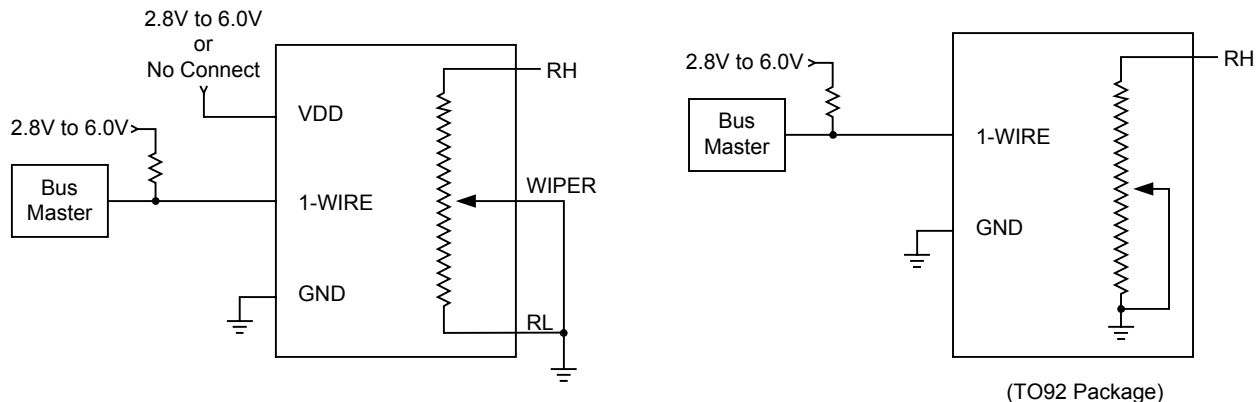 2.8V to 6.0V
or
No Connect
VDD
2.8V to 6.0V
Bus
Master
1-WIRE
GND
RH
WIPER
RL
2.8V to 6.0V
Bus
Master
1-WIRE
GND
RH
(TO92 Package)